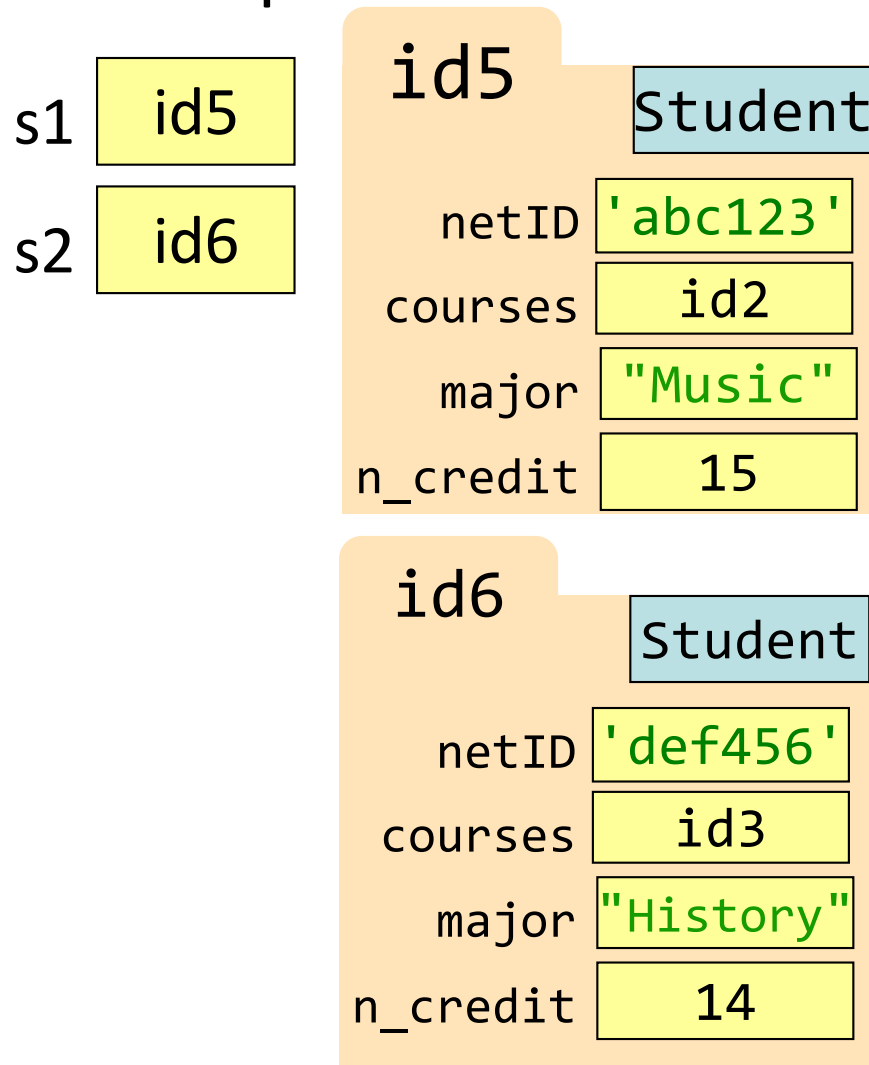 s1 id5
s2 id6
id5
Student
netID 'abc123'
courses id2
major "Music"
n_credit 15
id6
Student
netID 'def456'
courses id3
major "History"
n_credit 14